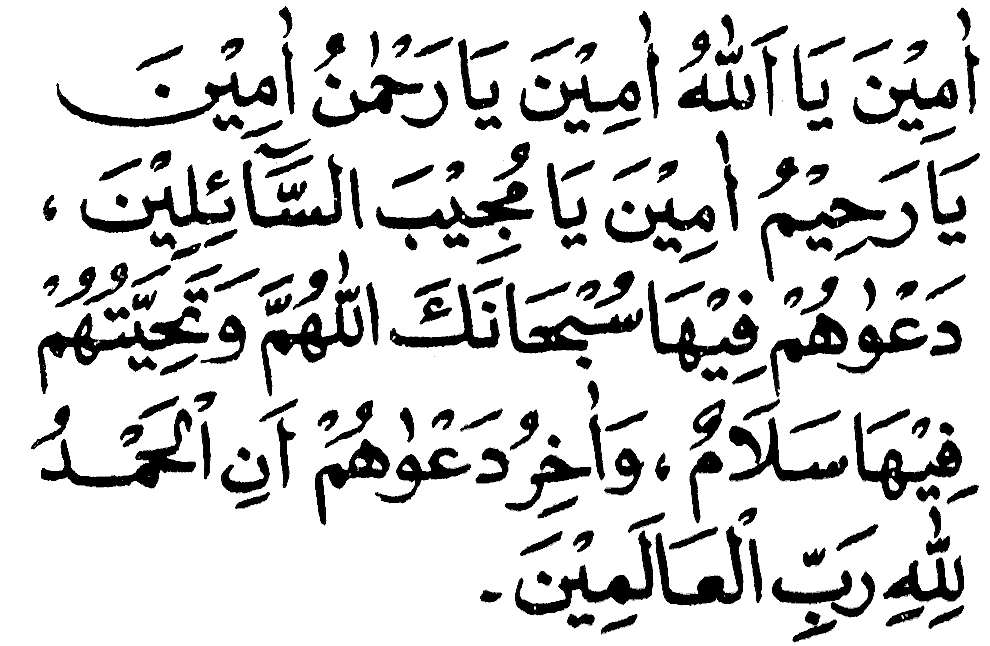 اٰمِيْنَ يَا اَللّٰهُ اٰمِيْنَ يَا رَحْمٰنُ اٰمِيْنَ
يَا رَحِيْمُ اٰمِيْنَ يَا مُجِيْبَ السَّآئِلِيْنَ ،
دَعْوٰهُمْ فِيْهَا سُبْحَانَكَ اللّٰهُمَّ وَتَحِيَّتُهُمْ
فِيْهَا سَلَامٌ ، وَاٰخِرُ دَعْوٰهُمْ اَنِ الْحَمْدُ
لِلّٰهِ رَبِّ الْعَالَمِيْنَ .